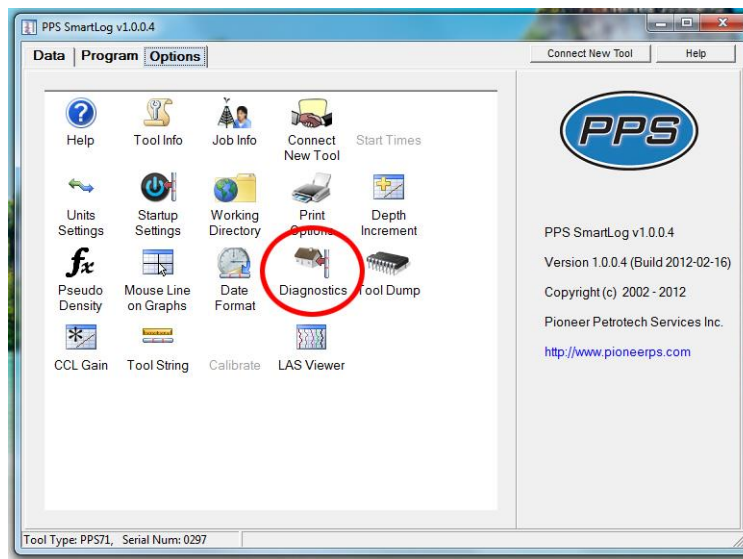 PPS SmartLog v1.0.0.4
Data Program Options
Connect New Tool Help
Help Tool Info Job Info Connect New Tool Start Times
Units Settings Startup Settings Working Directory Print Options Depth Increment
Pseudo Density Mouse Line on Graphs Date Format Diagnostics Tool Dump
CCL Gain Tool String Calibrate LAS Viewer
PPS
PPS SmartLog v1.0.0.4
Version 1.0.0.4 (Build 2012-02-16)
Copyright (c) 2002 - 2012
Pioneer Petrotech Services Inc.
http://www.pioneerps.com
Tool Type: PPS71, Serial Num: 0297